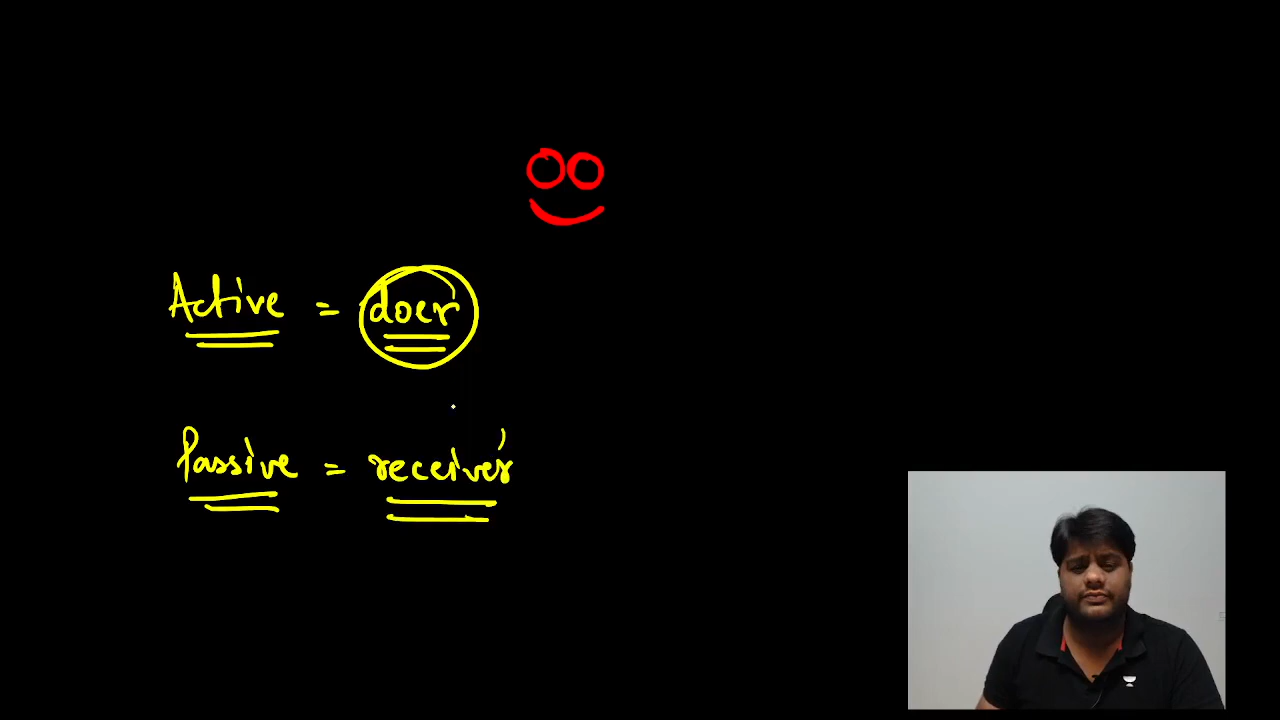 Active = doer
Passive = receiver